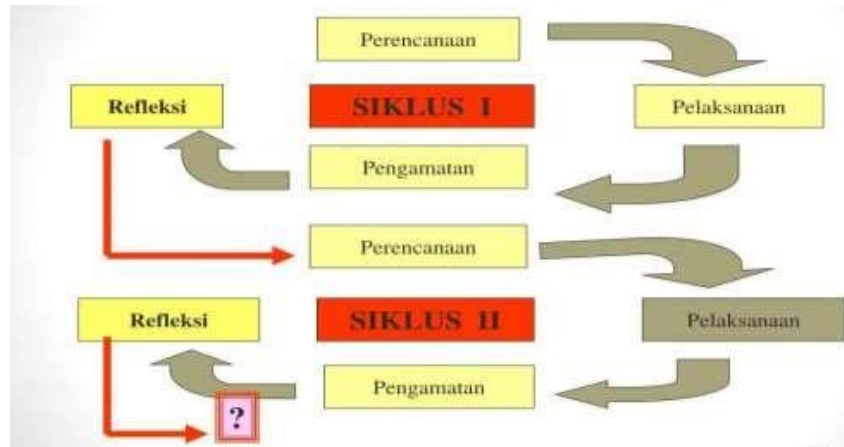 Perencanaan
Refleksi
SIKLUS I
Pelaksanaan
Pengamatan
Perencanaan
Refleksi
SIKLUS II
Pelaksanaan
Pengamatan
?